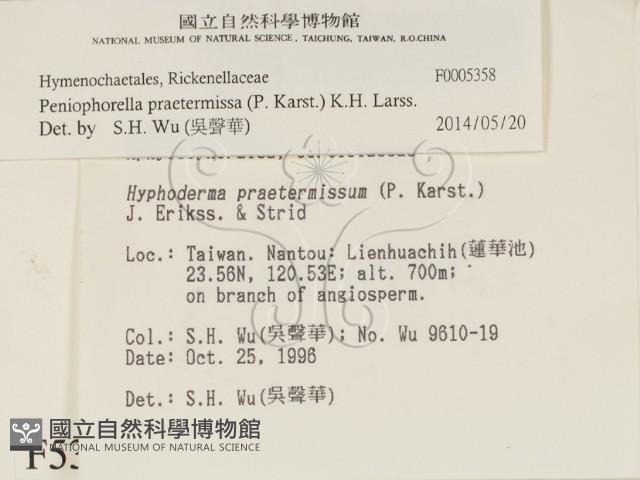 國立自然科學博物館
NATIONAL MUSEUM OF NATURAL SCIENCE, TAICHUNG, TAIWAN, R.O.CHINA
Hymenochaetales, Rickenellaceae F0005358
Peniophorella praetermissa (P. Karst.) K.H. Larss.
Det. by S.H. Wu (吳聲華) 2014/05/20
Hyphoderma praetermissum (P. Karst.)
J. Erikss. & Strid
Loc.: Taiwan. Nantou: Lienhuachih(蓮華池)
23.56N, 120.53E; alt. 700m;
on branch of angiosperm.
Col.: S.H. Wu(吳聲華); No. Wu 9610-19
Date: Oct. 25, 1996
Det.: S.H. Wu(吳聲華)
國立自然科學博物館
NATIONAL MUSEUM OF NATURAL SCIENCE